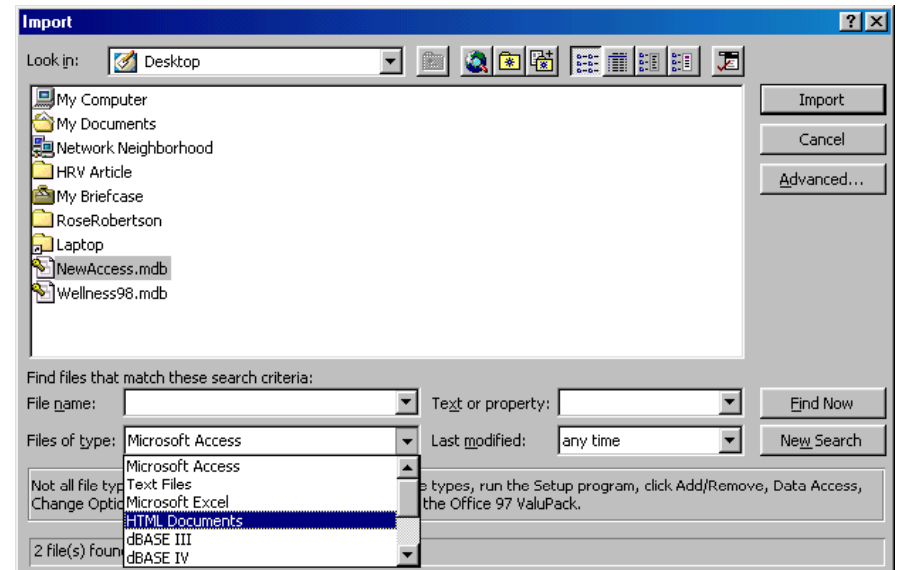 Import
Look in: Desktop
My Computer
My Documents
Network Neighborhood
HRV Article
My Briefcase
RoseRobertson
Laptop
NewAccess.mdb
Wellness98.mdb
Import
Cancel
Advanced...
Find files that match these search criteria:
File name: Text or property: Find Now
Files of type: Microsoft Access Last modified: any time New Search
Microsoft Access
Text Files
Microsoft Excel
HTML Documents
dBASE III
dBASE IV
Not all file types, run the Setup program, click Add/Remove, Data Access,
Change the Office 97 ValuPack.
2 file(s)